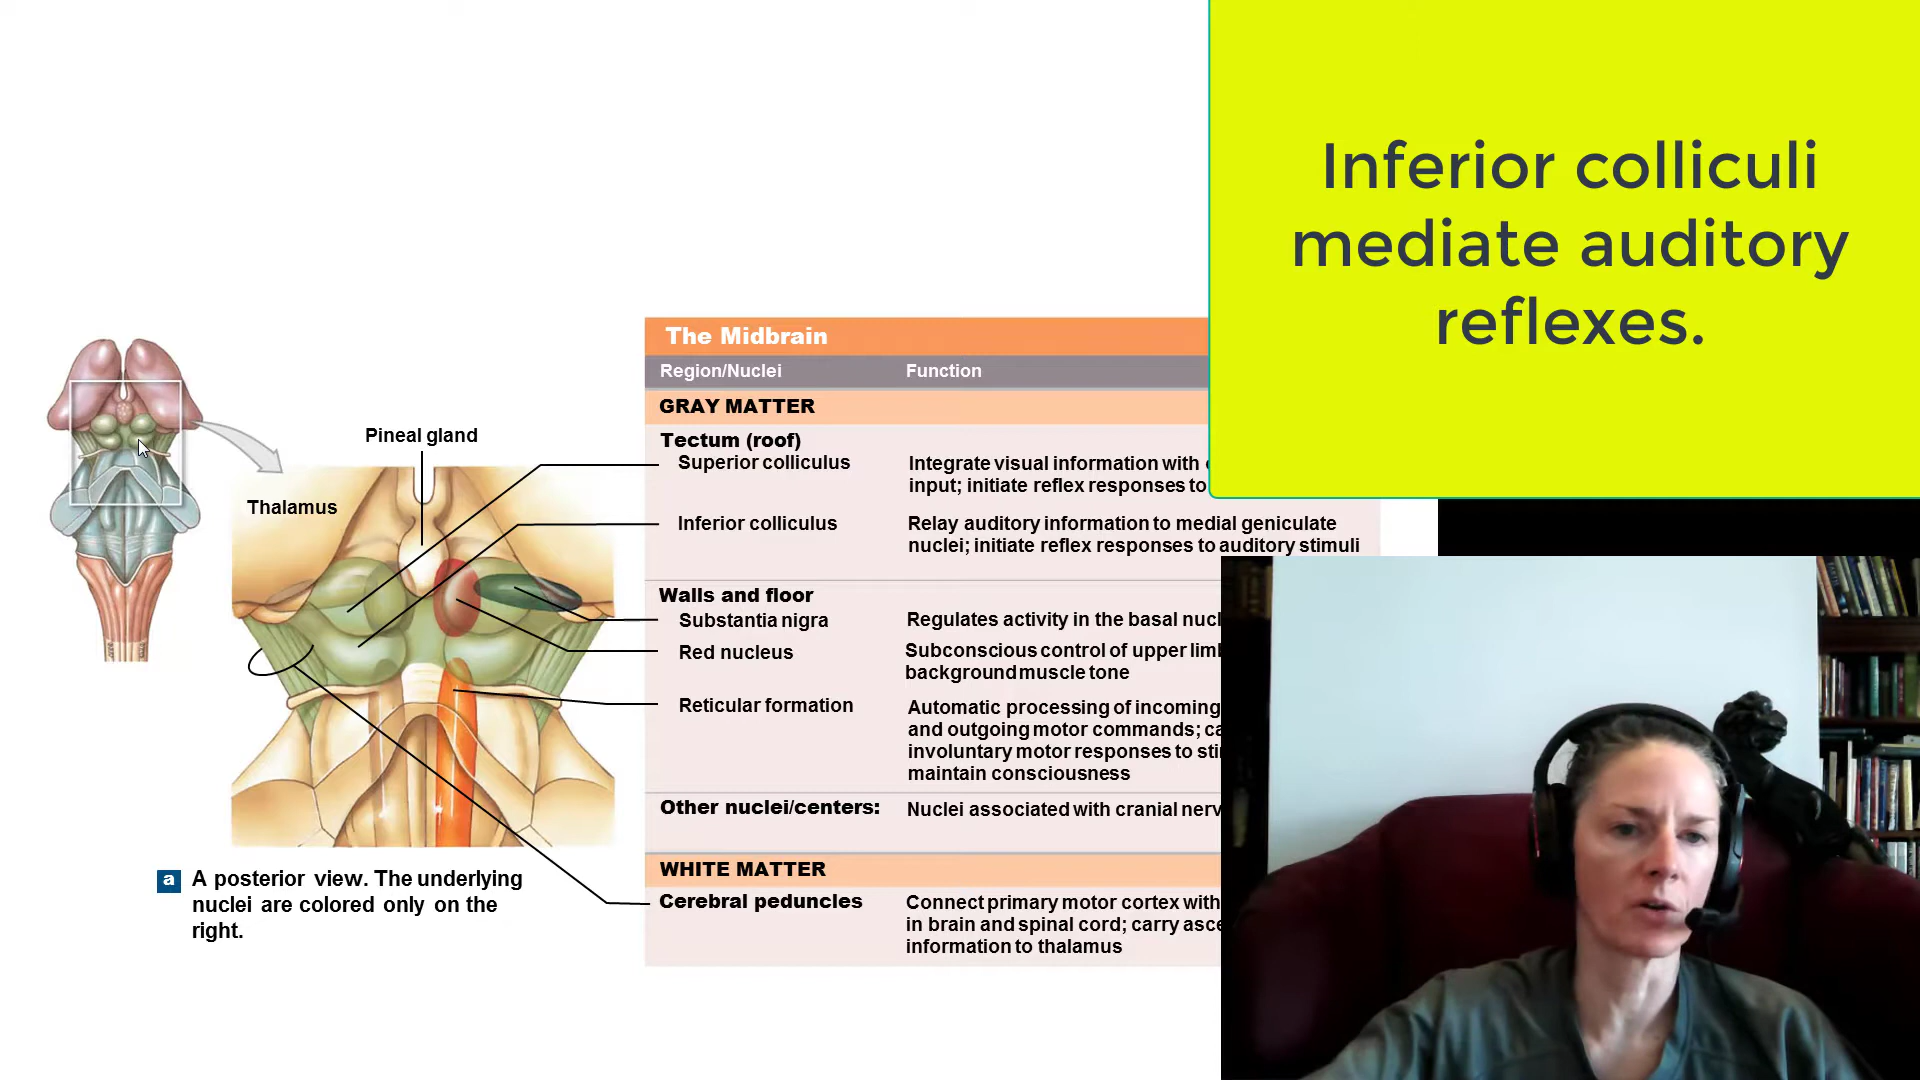 Inferior colliculi
mediate auditory
reflexes.
The Midbrain
Region/Nuclei Function
GRAY MATTER
Tectum (roof)
Superior colliculus
Integrate visual information with
input; initiate reflex responses to
Inferior colliculus
Relay auditory information to medial geniculate
nuclei; initiate reflex responses to auditory stimuli
Walls and floor
Substantia nigra
Regulates activity in the basal
Red nucleus
Subconscious control of upper
background muscle tone
Reticular formation
Automatic processing of incoming
and outgoing motor commands;
involuntary motor responses to
maintain consciousness
Other nuclei/centers:
Nuclei associated with cranial
WHITE MATTER
Cerebral peduncles
Connect primary motor cortex with
in brain and spinal cord; carry
information to thalamus
Pineal gland
Thalamus
a A posterior view. The underlying
nuclei are colored only on the
right.